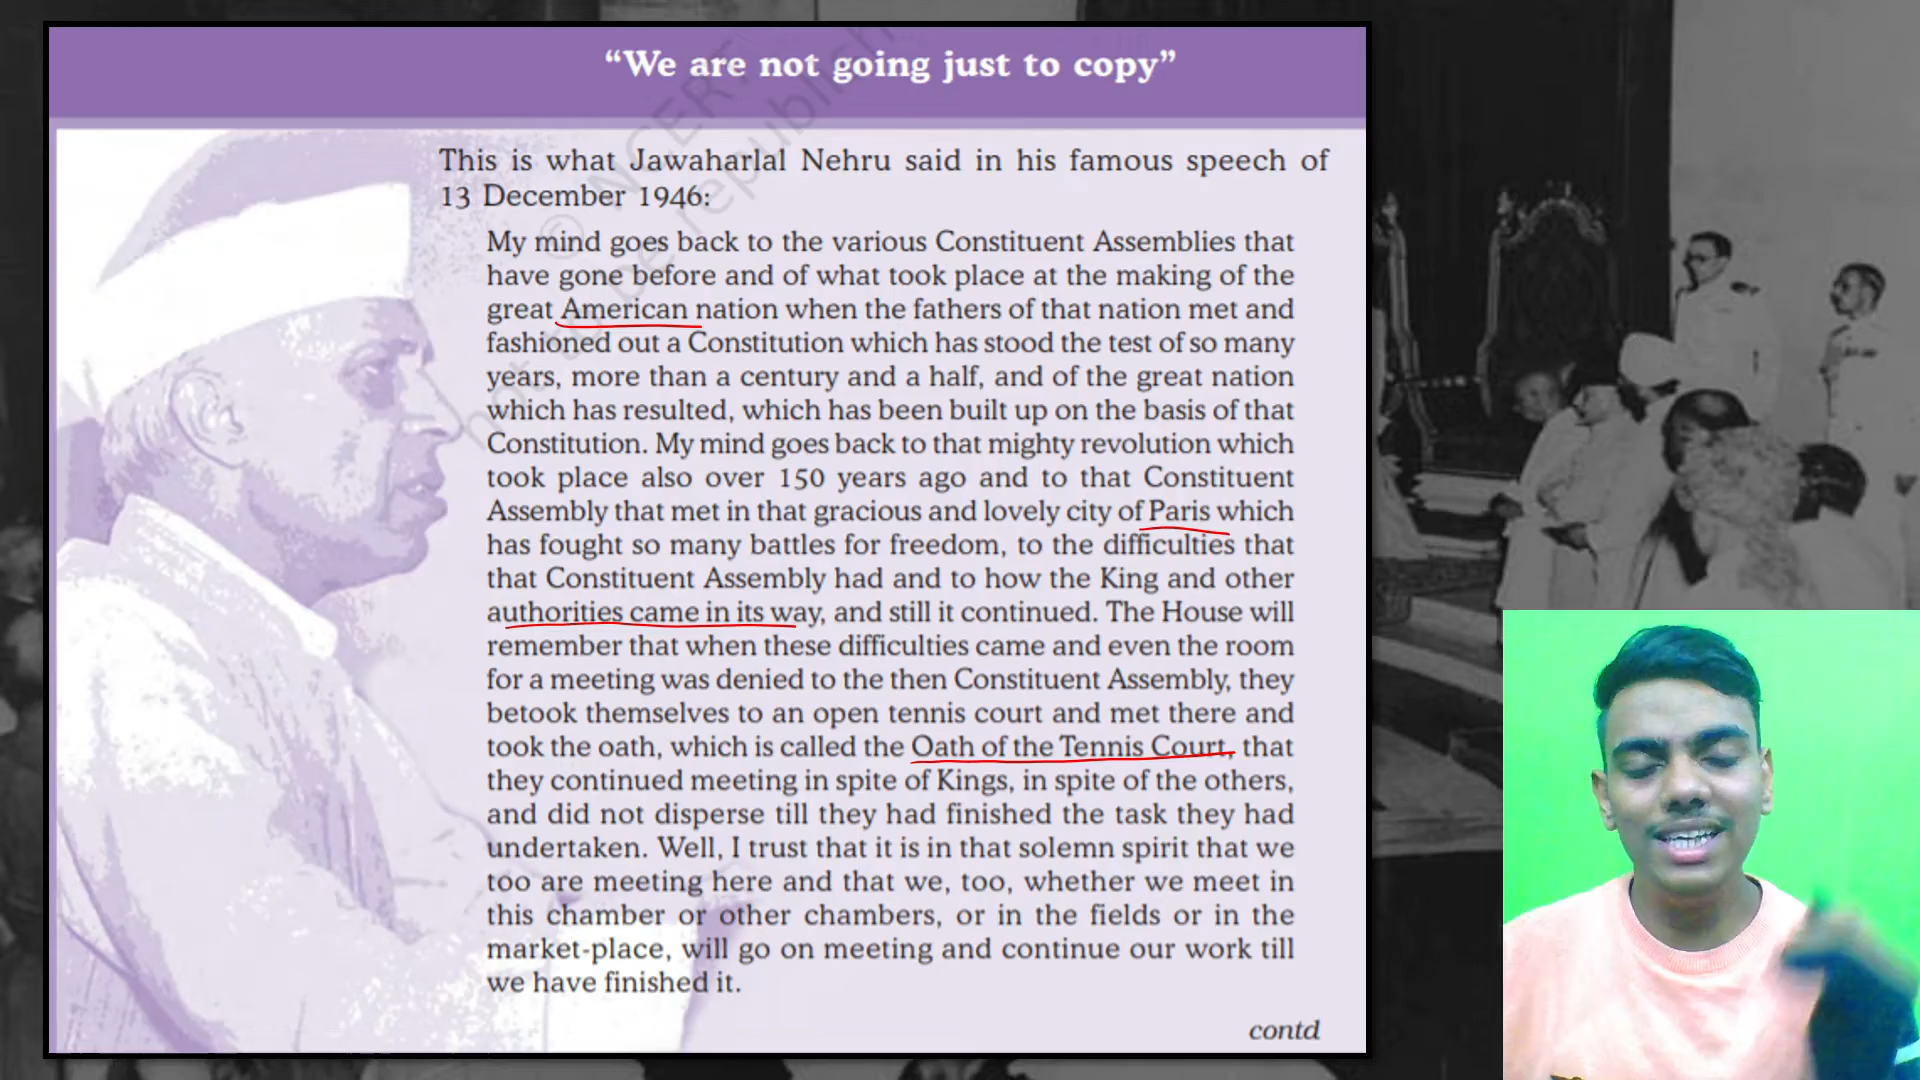 “We are not going just to copy”
This is what Jawaharlal Nehru said in his famous speech of
13 December 1946:
My mind goes back to the various Constituent Assemblies that
have gone before and of what took place at the making of the
great American nation when the fathers of that nation met and
fashioned out a Constitution which has stood the test of so many
years, more than a century and a half, and of the great nation
which has resulted, which has been built up on the basis of that
Constitution. My mind goes back to that mighty revolution which
took place also over 150 years ago and to that Constituent
Assembly that met in that gracious and lovely city of Paris which
has fought so many battles for freedom, to the difficulties that
that Constituent Assembly had and to how the King and other
authorities came in its way, and still it continued. The House will
remember that when these difficulties came and even the room
for a meeting was denied to the then Constituent Assembly, they
betook themselves to an open tennis court and met there and
took the oath, which is called the Oath of the Tennis Court, that
they continued meeting in spite of Kings, in spite of the others,
and did not disperse till they had finished the task they had
undertaken. Well, I trust that it is in that solemn spirit that we
too are meeting here and that we, too, whether we meet in
this chamber or other chambers, or in the fields or in the
market-place, will go on meeting and continue our work till
we have finished it.
contd
© NCERT
not to be republish